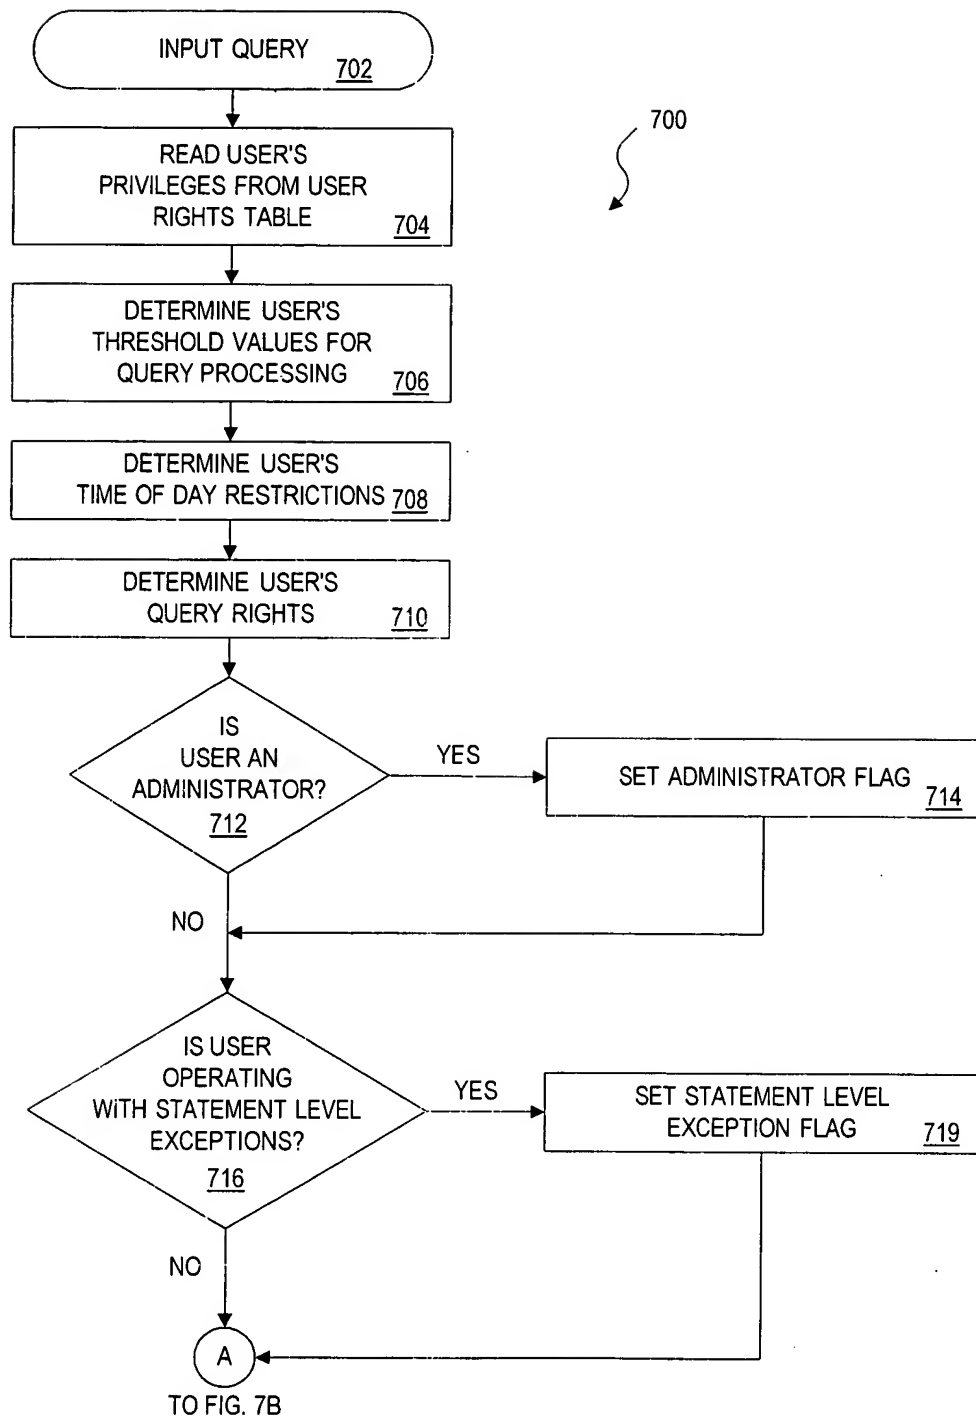 INPUT QUERY
702
700
READ USER'S
PRIVILEGES FROM USER
RIGHTS TABLE
704
DETERMINE USER'S
THRESHOLD VALUES FOR
QUERY PROCESSING
706
DETERMINE USER'S
TIME OF DAY RESTRICTIONS
708
DETERMINE USER'S
QUERY RIGHTS
710
IS
USER AN
ADMINISTRATOR?
712
YES
SET ADMINISTRATOR FLAG
714
NO
IS USER
OPERATING
WiTH STATEMENT LEVEL
EXCEPTIONS?
716
YES
SET STATEMENT LEVEL
EXCEPTION FLAG
719
NO
A
TO FIG. 7B